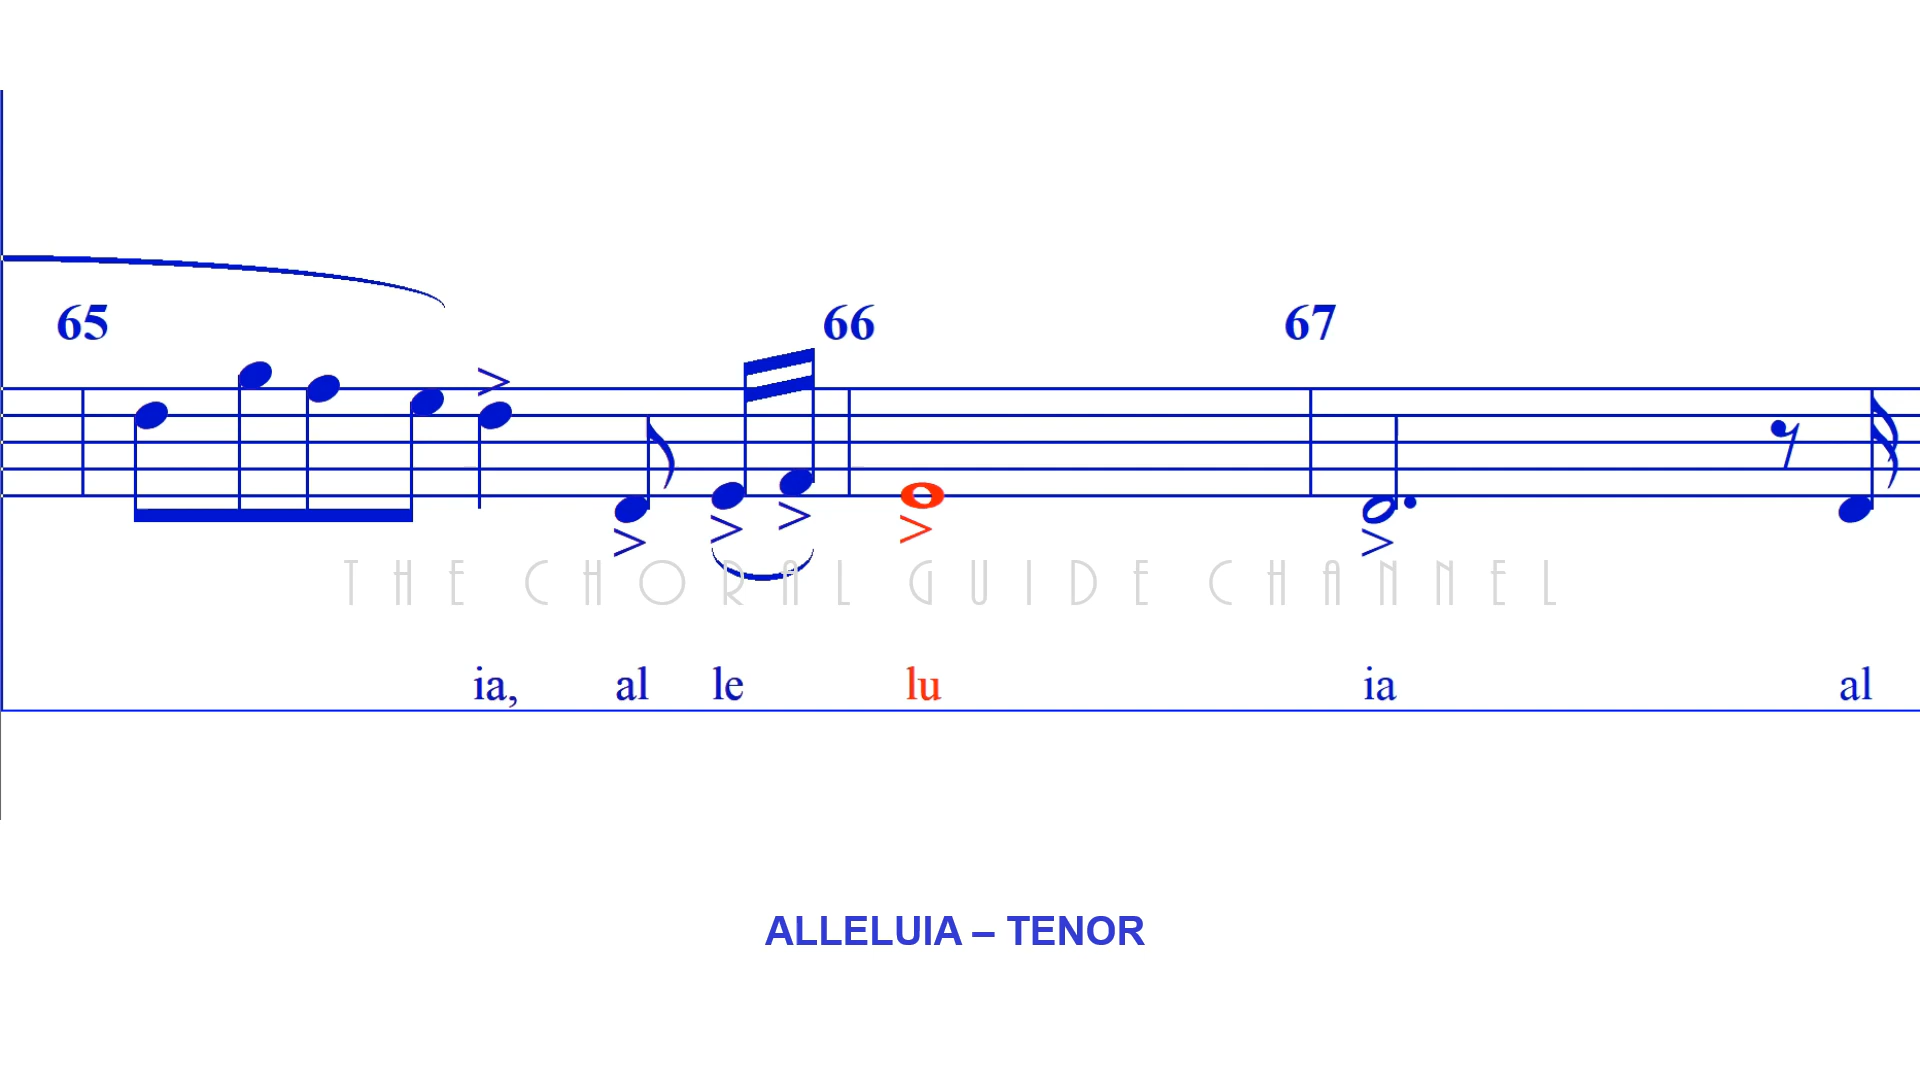 65 66 67
THE CHORAL GUIDE CHANNEL
ia, al le lu ia al
ALLELUIA – TENOR